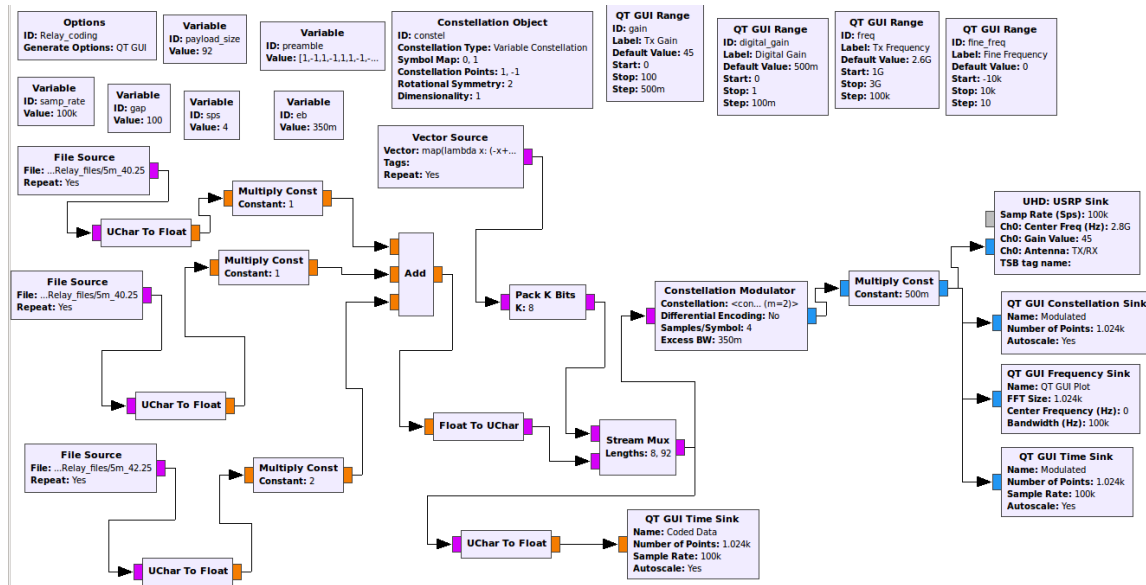 Options
ID: Relay_coding
Generate Options: QT GUI
Variable
ID: payload_size
Value: 92
Variable
ID: preamble
Value: [1,-1,1,-1,1,1,-1,-...
Constellation Object
ID: constel
Constellation Type: Variable Constellation
Symbol Map: 0, 1
Constellation Points: 1, -1
Rotational Symmetry: 2
Dimensionality: 1
QT GUI Range
ID: gain
Label: Tx Gain
Default Value: 45
Start: 0
Stop: 100
Step: 500m
QT GUI Range
ID: digital_gain
Label: Digital Gain
Default Value: 500m
Start: 0
Stop: 1
Step: 100m
QT GUI Range
ID: freq
Label: Tx Frequency
Default Value: 2.6G
Start: 1G
Stop: 3G
Step: 100k
QT GUI Range
ID: fine_freq
Label: Fine Frequency
Default Value: 0
Start: -10k
Stop: 10k
Step: 10
Variable
ID: samp_rate
Value: 100k
Variable
ID: gap
Value: 100
Variable
ID: sps
Value: 4
Variable
ID: eb
Value: 350m
File Source
File: ...Relay_files/5m_40.25
Repeat: Yes
UChar To Float
Multiply Const
Constant: 1
Vector Source
Vector: map(lambda x: (-x+...
Tags:
Repeat: Yes
File Source
File: ...Relay_files/5m_40.25
Repeat: Yes
UChar To Float
Multiply Const
Constant: 1
Add
File Source
File: ...Relay_files/5m_42.25
Repeat: Yes
UChar To Float
Multiply Const
Constant: 2
Pack K Bits
K: 8
Float To UChar
Stream Mux
Lengths: 8, 92
Constellation Modulator
Constellation: <con... (m=2)>
Differential Encoding: No
Samples/Symbol: 4
Excess BW: 350m
Multiply Const
Constant: 500m
UHD: USRP Sink
Samp Rate (Sps): 100k
Ch0: Center Freq (Hz): 2.8G
Ch0: Gain Value: 45
Ch0: Antenna: TX/RX
TSB tag name:
QT GUI Constellation Sink
Name: Modulated
Number of Points: 1.024k
Autoscale: Yes
QT GUI Frequency Sink
Name: QT GUI Plot
FFT Size: 1.024k
Center Frequency (Hz): 0
Bandwidth (Hz): 100k
QT GUI Time Sink
Name: Modulated
Number of Points: 1.024k
Sample Rate: 100k
Autoscale: Yes
UChar To Float
QT GUI Time Sink
Name: Coded Data
Number of Points: 1.024k
Sample Rate: 100k
Autoscale: Yes